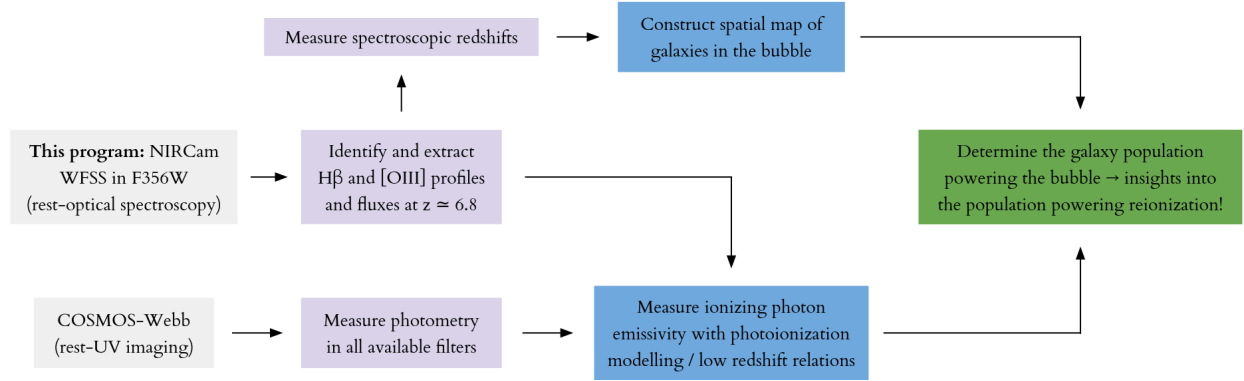 Measure spectroscopic redshifts
Construct spatial map of
galaxies in the bubble
This program: NIRCam
WFSS in F356W
(rest-optical spectroscopy)
Identify and extract
Hβ and [OIII] profiles
and fluxes at z ≃ 6.8
Determine the galaxy population
powering the bubble → insights into
the population powering reionization!
COSMOS-Webb
(rest-UV imaging)
Measure photometry
in all available filters
Measure ionizing photon
emissivity with photoionization
modelling / low redshift relations